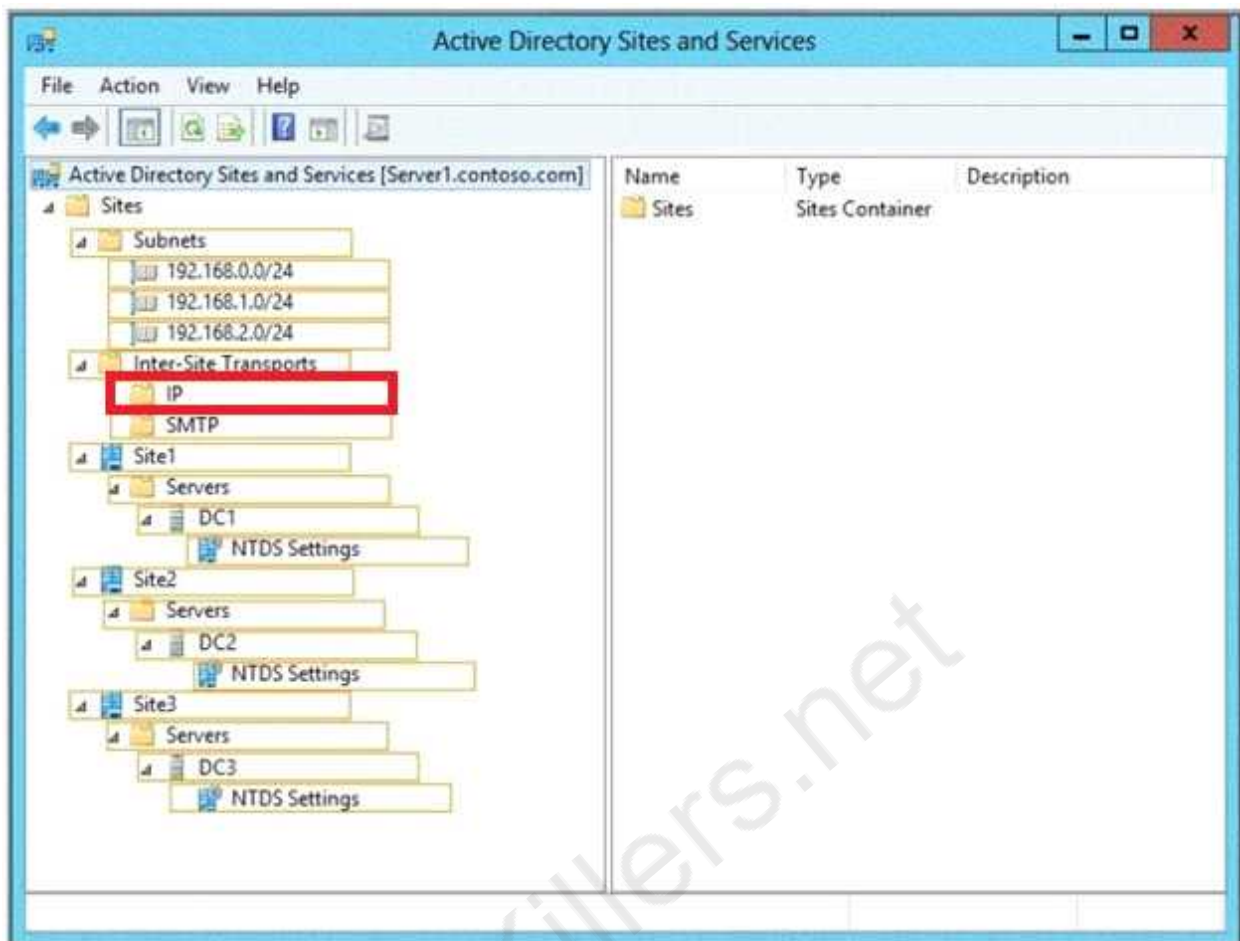 Active Directory Sites and Services
File Action View Help
Active Directory Sites and Services [Server1.contoso.com]
Name Type Description
Sites
Sites Sites Container
Subnets
192.168.0.0/24
192.168.1.0/24
192.168.2.0/24
Inter-Site Transports
IP
SMTP
Site1
Servers
DC1
NTDS Settings
Site2
Servers
DC2
NTDS Settings
Site3
Servers
DC3
NTDS Settings
killers.net